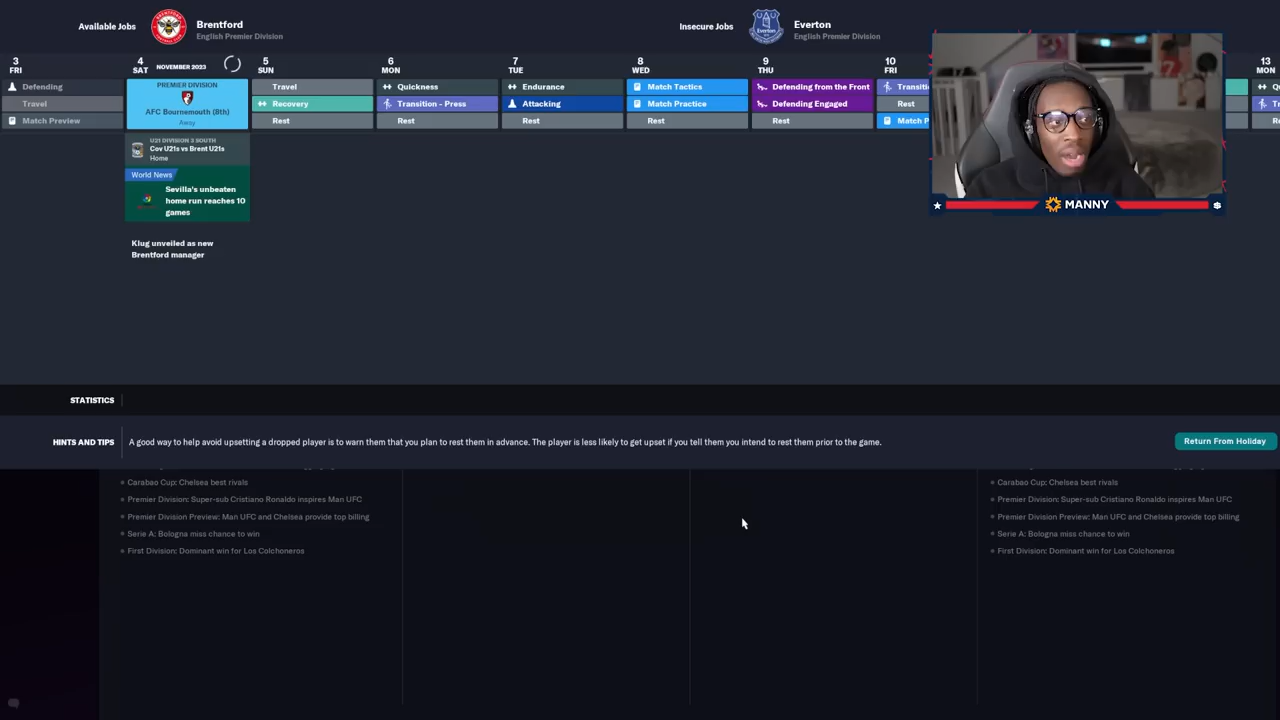 Available Jobs
Brentford
English Premier Division
Insecure Jobs
Everton
English Premier Division
3
FRI
4
SAT
NOVEMBER 2023
5
SUN
6
MON
7
TUE
8
WED
9
THU
10
FRI
13
MON
Defending
Travel
Match Preview
PREMIER DIVISION
AFC Bournemouth (8th)
Away
Travel
Recovery
Rest
Quickness
Transition - Press
Rest
Endurance
Attacking
Rest
Match Tactics
Match Practice
Rest
Defending from the Front
Defending Engaged
Rest
Rest
U21 DIVISION 2 SOUTH
Cov U21s vs Brent U21s
Home
World News
Sevilla's unbeaten
home run reaches 10
games
Klug unveiled as new
Brentford manager
MANNY
STATISTICS
HINTS AND TIPS
A good way to help avoid upsetting a dropped player is to warn them that you plan to rest them in advance. The player is less likely to get upset if you tell them you intend to rest them prior to the game.
Return From Holiday
Carabao Cup: Chelsea best rivals
Premier Division: Super-sub Cristiano Ronaldo inspires Man UFC
Premier Division Preview: Man UFC and Chelsea provide top billing
Serie A: Bologna miss chance to win
First Division: Dominant win for Los Colchoneros
Carabao Cup: Chelsea best rivals
Premier Division: Super-sub Cristiano Ronaldo inspires Man UFC
Premier Division Preview: Man UFC and Chelsea provide top billing
Serie A: Bologna miss chance to win
First Division: Dominant win for Los Colchoneros